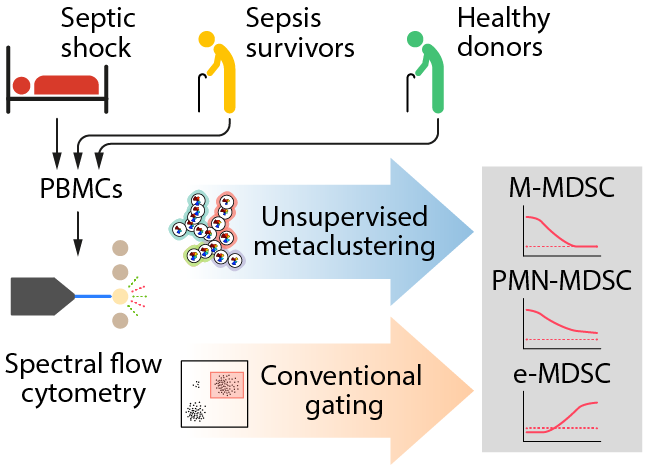 Septic
shock
Sepsis
survivors
Healthy
donors
PBMCs
Spectral flow
cytometry
Unsupervised
metaclustering
Conventional
gating
M-MDSC
PMN-MDSC
e-MDSC